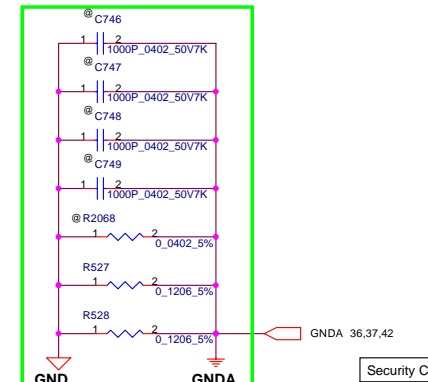 @ C746
1 2
1000P_0402_50V7K
@ C747
1 2
1000P_0402_50V7K
@ C748
1 2
1000P_0402_50V7K
@ C749
1 2
1000P_0402_50V7K
@ R2068
1 2
0_0402_5%
R527
1 2
0_1206_5%
R528
1 2
0_1206_5%
GNDA 36,37,42
GND GNDA
Security C